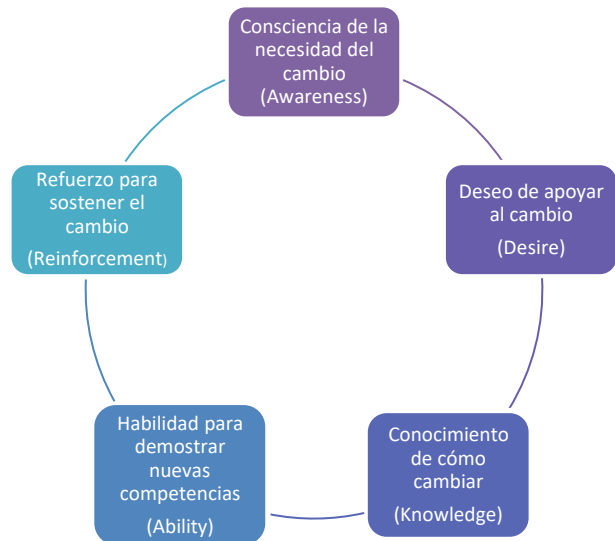 Consciencia de la
necesidad del
cambio
(Awareness)
Deseo de apoyar
al cambio
(Desire)
Conocimiento
de cómo
cambiar
(Knowledge)
Habilidad para
demostrar
nuevas
competencias
(Ability)
Refuerzo para
sostener el
cambio
(Reinforcement)